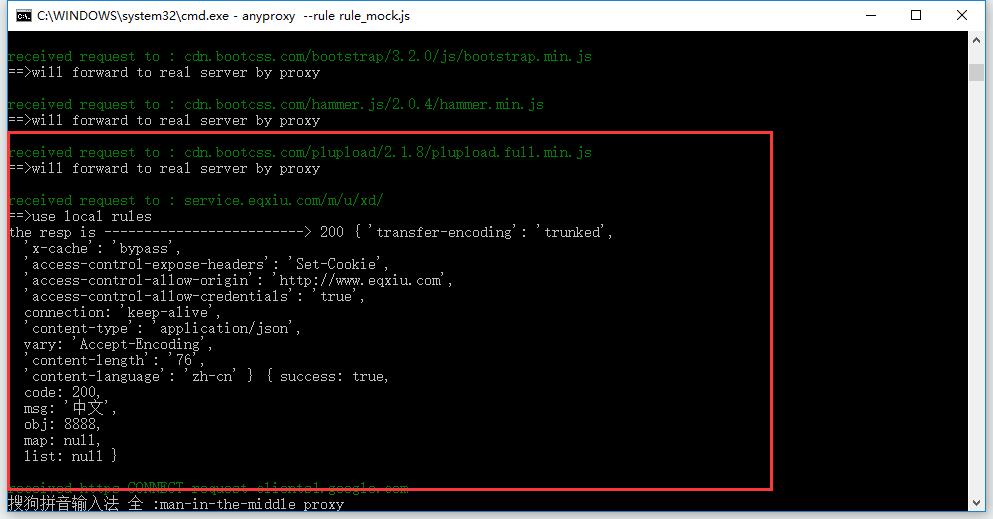 C:\WINDOWS\system32\cmd.exe - anyproxy  --rule rule_mock.js
received request to : cdn.bootcss.com/bootstrap/3.2.0/js/bootstrap.min.js
==>will forward to real server by proxy
received request to : cdn.bootcss.com/hammer.js/2.0.4/hammer.min.js
==>will forward to real server by proxy
received request to : cdn.bootcss.com/plupload/2.1.8/plupload.full.min.js
==>will forward to real server by proxy
received request to : service.eqxiu.com/m/u/xd/
==>use local rules
the resp is -------------------------> 200 { 'transfer-encoding': 'trunked',
'x-cache': 'bypass',
'access-control-expose-headers': 'Set-Cookie',
'access-control-allow-origin': 'http://www.eqxiu.com',
'access-control-allow-credentials': 'true',
connection: 'keep-alive',
'content-type': 'application/json',
vary: 'Accept-Encoding',
'content-length': '76',
'content-language': 'zh-cn' } { success: true,
code: 200,
msg: '中文',
obj: 8888,
map: null,
list: null }
received https CONNECT request clients1.google.com
搜狗拼音输入法 全 :man-in-the-middle proxy